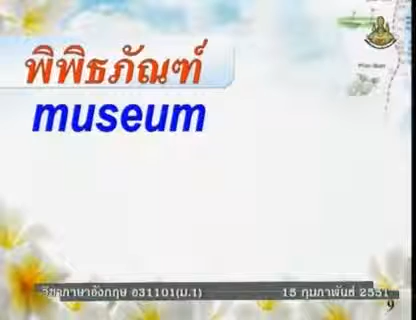 พิพิธภัณฑ์
museum
วิชาภาษาอังกฤษ อ31101(ม.1)
15 กุมภาพันธ์ 2551
9